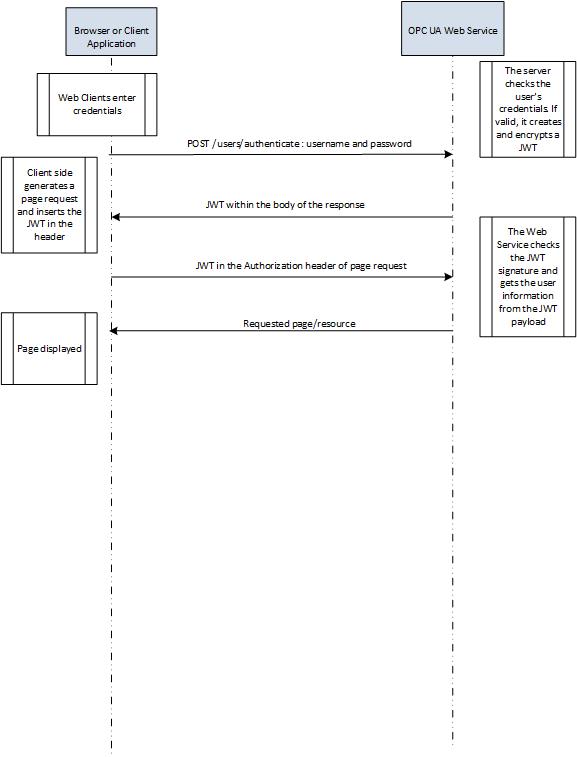 Browser or Client
Application
OPC UA Web Service
Web Clients enter
credentials
The server
checks the
user's
credentials. If
valid, it creates
and encrypts a
JWT
POST /users/authenticate : username and password
Client side
generates a
page request
and inserts the
JWT in the
header
JWT within the body of the response
The Web
Service checks
the JWT
signature and
gets the user
information
from the JWT
payload
JWT in the Authorization header of page request
Requested page/resource
Page displayed